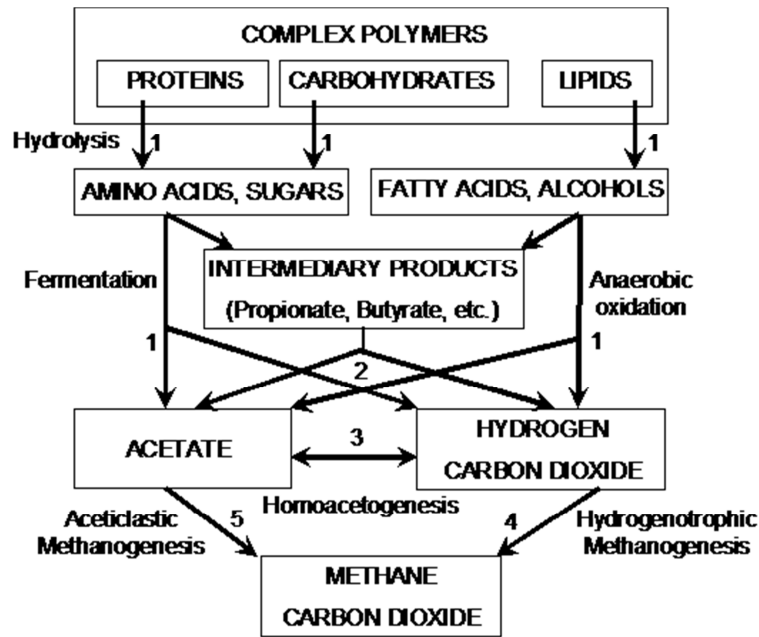 COMPLEX POLYMERS
PROTEINS
CARBOHYDRATES
LIPIDS
Hydrolysis
1
1
1
AMINO ACIDS, SUGARS
FATTY ACIDS, ALCOHOLS
INTERMEDIARY PRODUCTS
(Propionate, Butyrate, etc.)
Fermentation
Anaerobic
oxidation
1
2
1
ACETATE
3
HYDROGEN
CARBON DIOXIDE
Homoacetogenesis
Aceticlastic
Methanogenesis
5
4
Hydrogenotrophic
Methanogenesis
METHANE
CARBON DIOXIDE